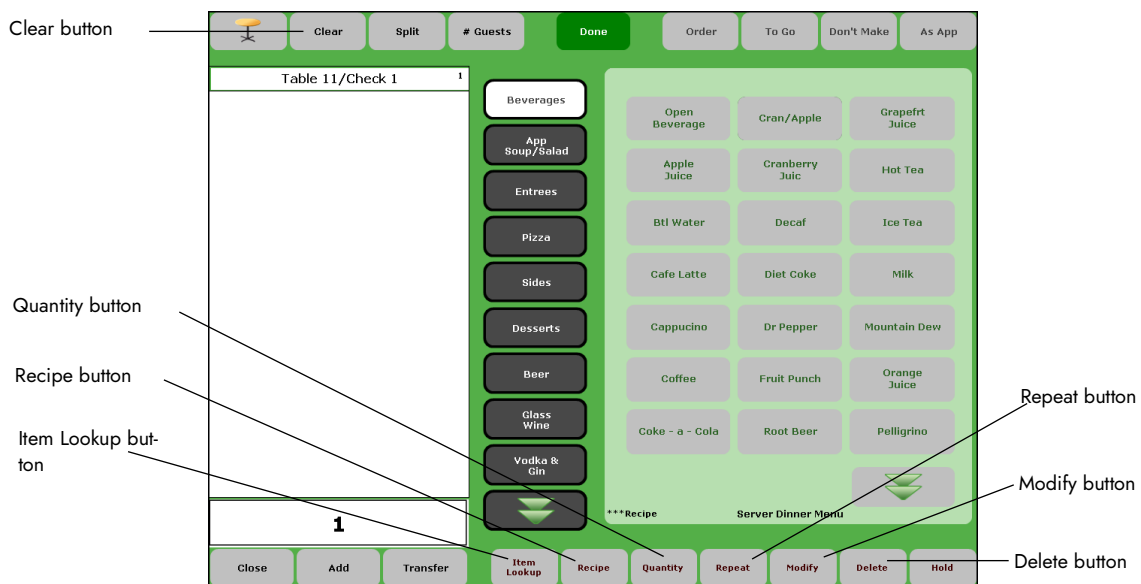 Clear button
Clear
Split
# Guests
Done
Order
To Go
Don't Make
As App
Table 11/Check 1
1
Beverages
App
Soup/Salad
Entrees
Pizza
Sides
Desserts
Beer
Glass
Wine
Vodka &
Gin
Open
Beverage
Cran/Apple
Grapefrt
Juice
Apple
Juice
Cranberry
Juic
Hot Tea
Btl Water
Decaf
Ice Tea
Cafe Latte
Diet Coke
Milk
Cappucino
Dr Pepper
Mountain Dew
Coffee
Fruit Punch
Orange
Juice
Coke - a - Cola
Root Beer
Pelligrino
***Recipe
Server Dinner Menu
1
Close
Add
Transfer
Item
Lookup
Recipe
Quantity
Repeat
Modify
Delete
Hold
Quantity button
Recipe button
Item Lookup but-
ton
Repeat button
Modify button
Delete button